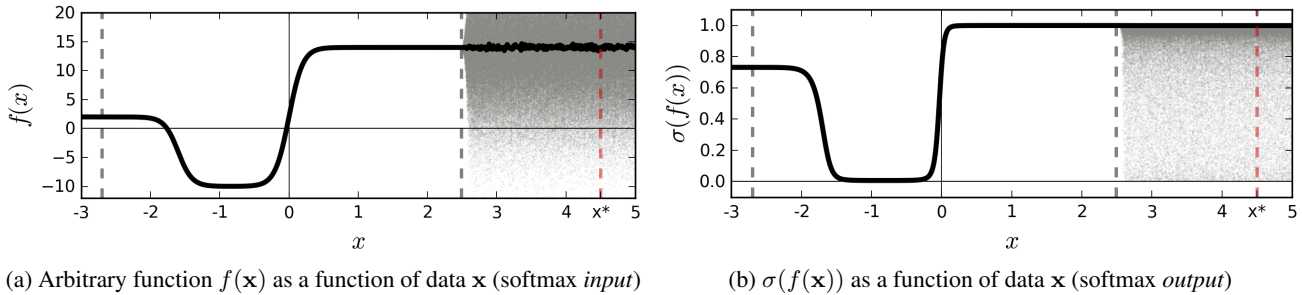 20
15
10
5
0
−5
−10
f(x)
-3 -2 -1 0 1 2 3 4 x* 5
x
(a) Arbitrary function f(x) as a function of data x (softmax input)
1.0
0.8
0.6
0.4
0.2
0.0
σ(f(x))
-3 -2 -1 0 1 2 3 4 x* 5
x
(b) σ(f(x)) as a function of data x (softmax output)